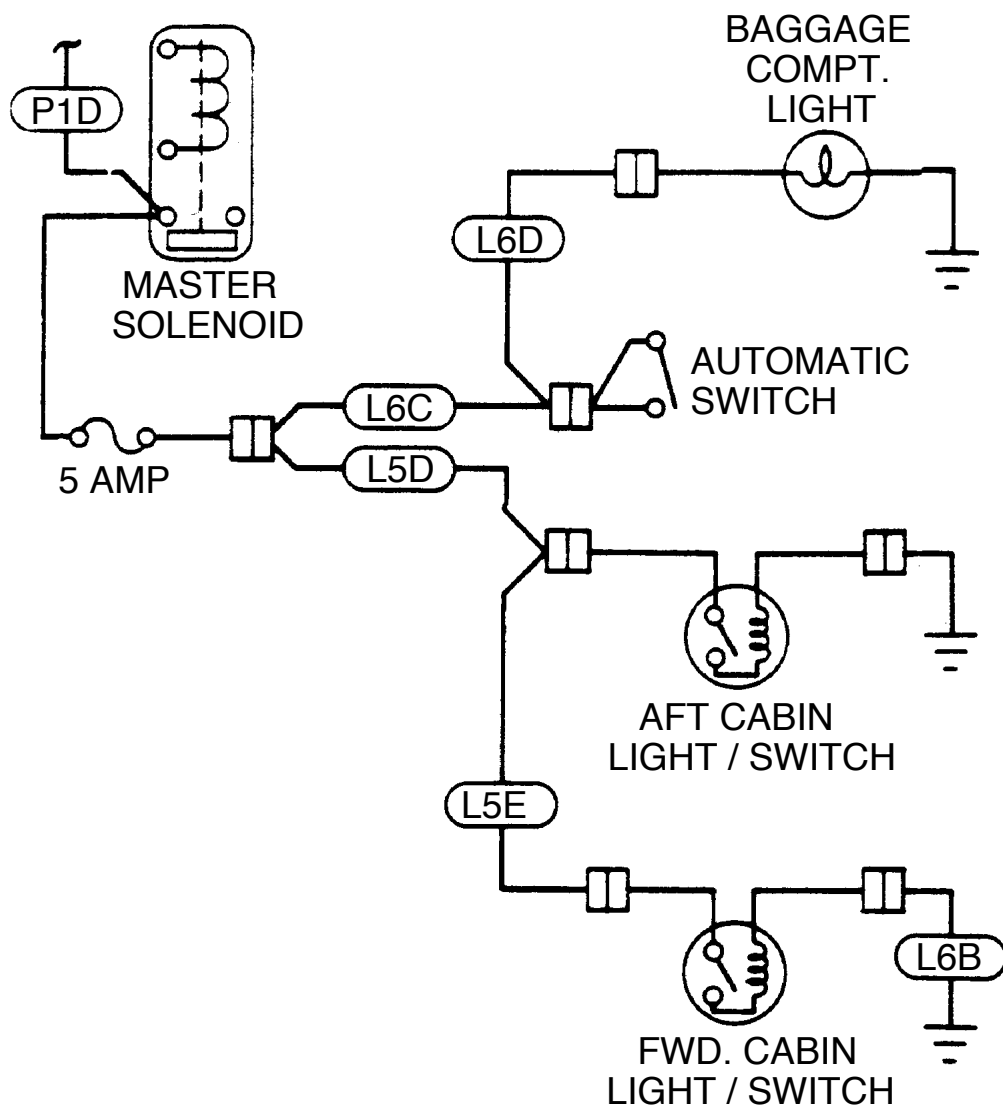 BAGGAGE
COMPT.
LIGHT
P1D
L6D
MASTER
SOLENOID
AUTOMATIC
SWITCH
L6C
5 AMP
L5D
AFT CABIN
LIGHT / SWITCH
L5E
L6B
FWD. CABIN
LIGHT / SWITCH